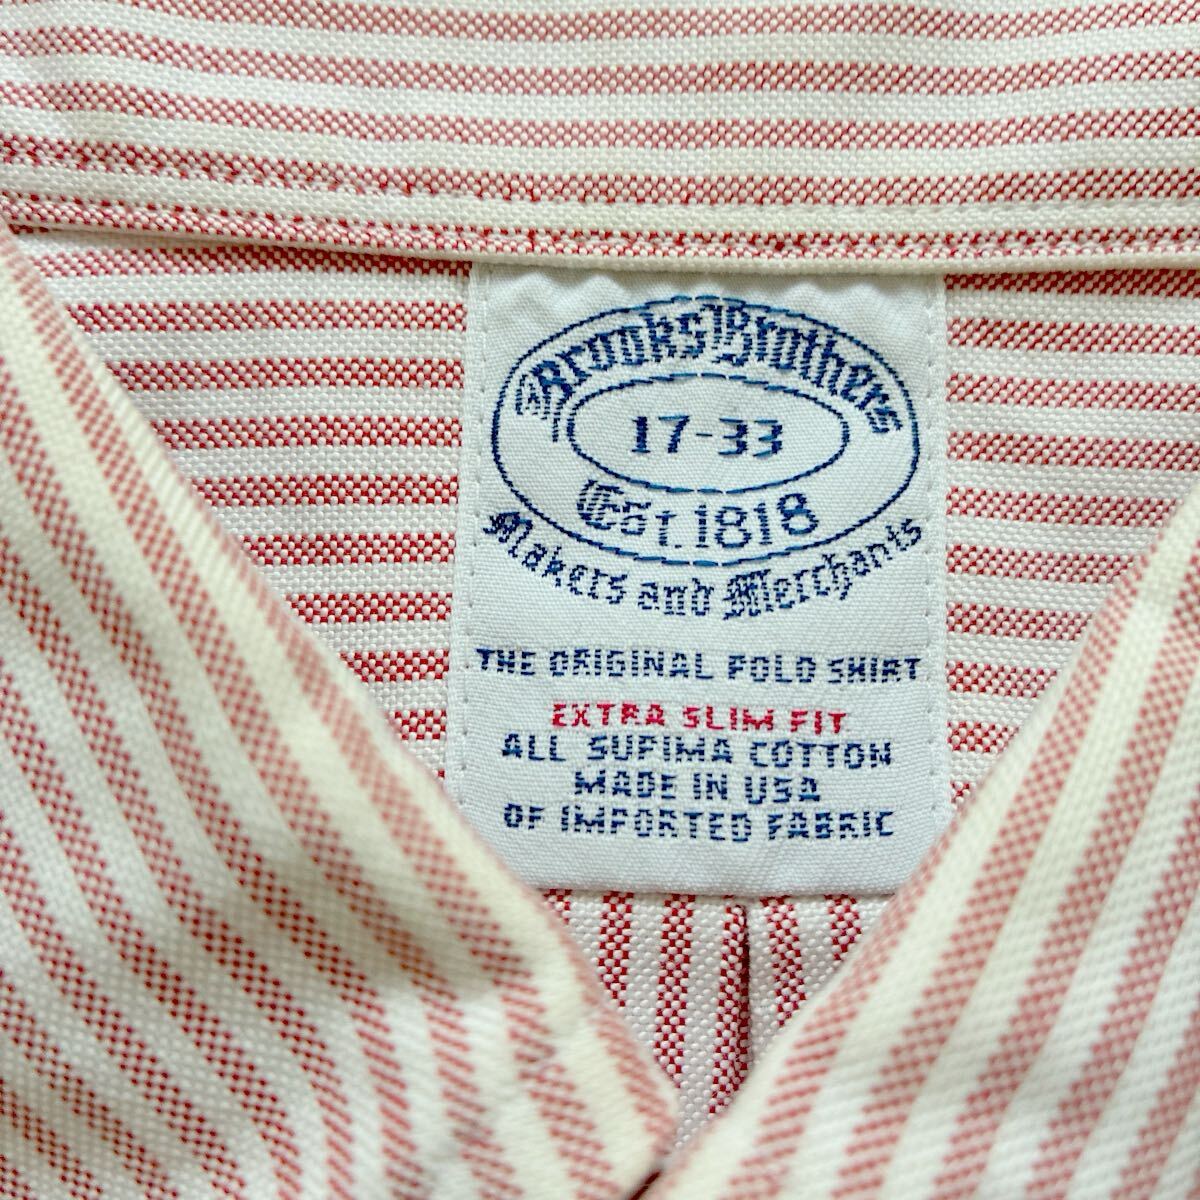 Brooks Brothers
17-33
Est. 1818
Makers and Merchants
THE ORIGINAL POLO SHIRT
EXTRA SLIM FIT
ALL SUPIMA COTTON
MADE IN USA
OF IMPORTED FABRIC